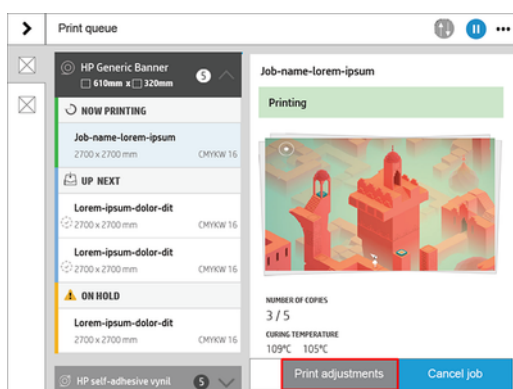 Print queue
HP Generic Banner
610mm x 320mm
5
NOW PRINTING
Job-name-lorem-ipsum
2700 x 2700 mm CMYKW 16
UP NEXT
Lorem-ipsum-dolor-dit
2700 x 2700 mm CMYKW 16
Lorem-ipsum-dolor-dit
2700 x 2700 mm CMYKW 16
ON HOLD
Lorem-ipsum-dolor-dit
2700 x 2700 mm CMYKW 16
HP self-adhesive vynil
5
Job-name-lorem-ipsum
Printing
NUMBER OF COPIES
3 / 5
CURING TEMPERATURE
109ºC 105ºC
Print adjustments
Cancel job